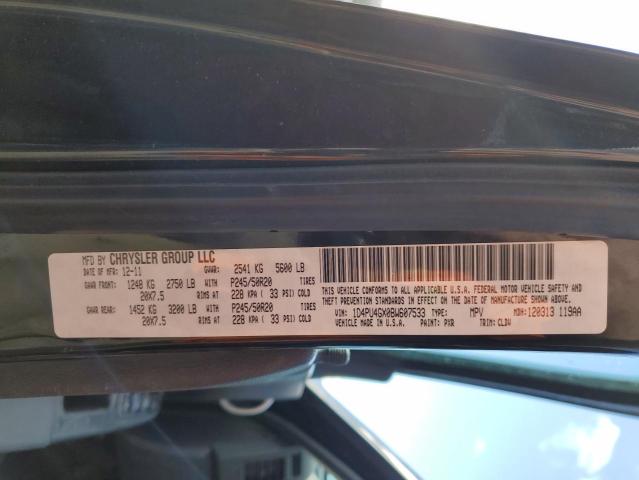 MFD BY CHRYSLER GROUP LLC
DATE OF MFR: 12-11 GVWR: 2541 KG 5600 LB
GAWR FRONT: 1248 KG 2750 LB WITH P245/50R20 TIRES
20X7.5 RIMS AT 228 KPA ( 33 PSI) COLD
GAWR REAR: 1452 KG 3200 LB WITH P245/50R20 TIRES
20X7.5 RIMS AT 228 KPA ( 33 PSI) COLD
THIS VEHICLE CONFORMS TO ALL APPLICABLE U.S.A. FEDERAL MOTOR VEHICLE SAFETY AND
THEFT PREVENTION STANDARDS IN EFFECT ON THE DATE OF MANUFACTURE SHOWN ABOVE.
VIN: 1D4PU4GX0BW607533 TYPE: MPV MDH: 120313 119AA
VEHICLE MADE IN U.S.A. PAINT: PXR TRIM: CLDV